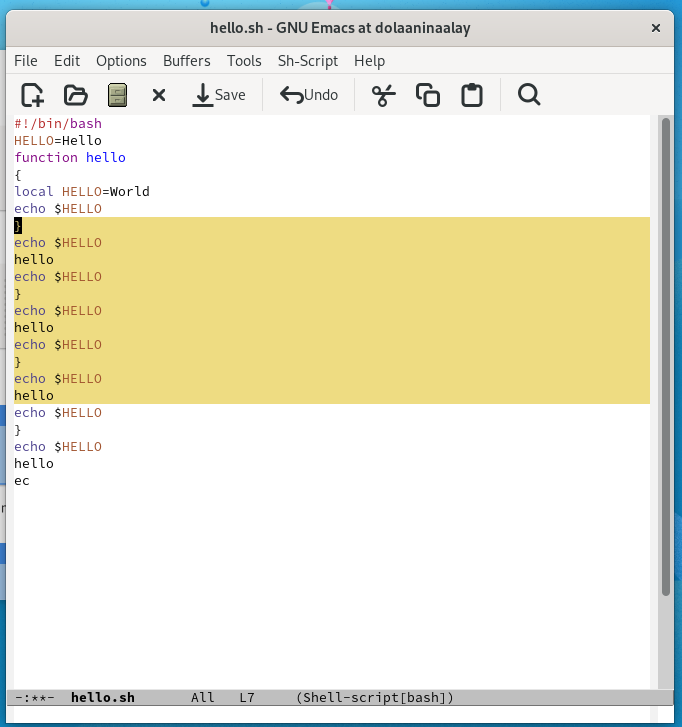 hello.sh - GNU Emacs at dolaaninaalay
File Edit Options Buffers Tools Sh-Script Help
Save Undo
#!/bin/bash
HELLO=Hello
function hello
{
local HELLO=World
echo $HELLO
}
echo $HELLO
hello
echo $HELLO
}
echo $HELLO
hello
echo $HELLO
}
echo $HELLO
hello
echo $HELLO
}
echo $HELLO
hello
ec
-:**- hello.sh All L7 (Shell-script[bash])